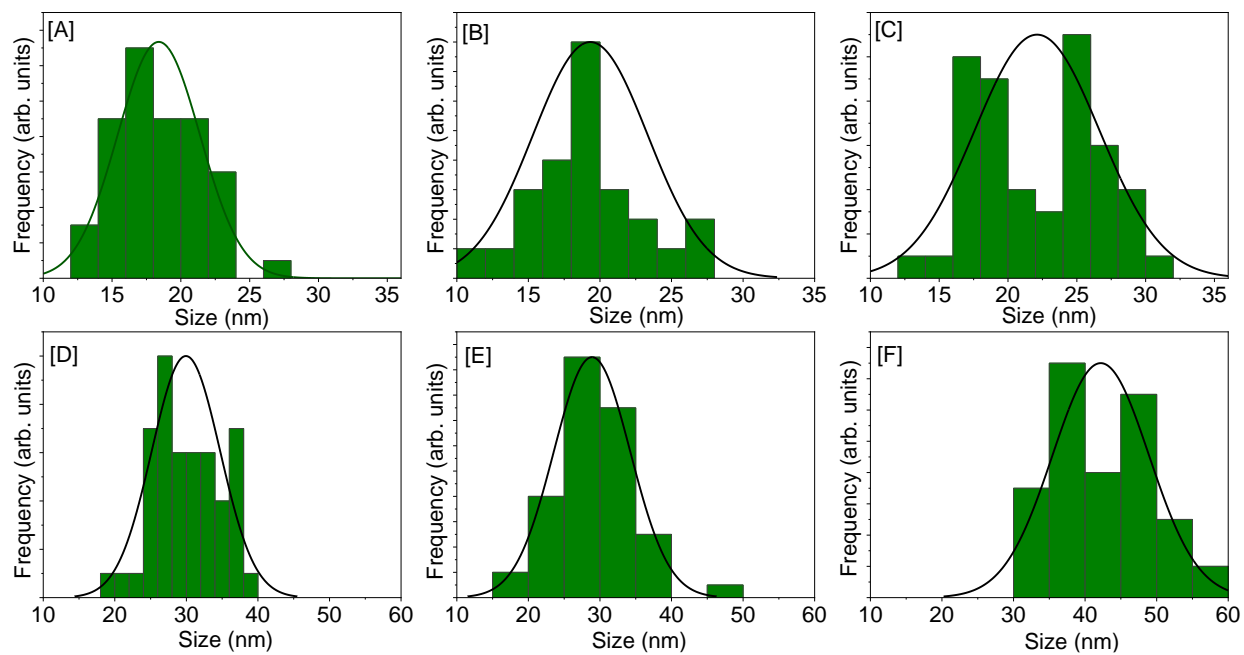 [A]
Frequency (arb. units)
10 15 20 25 30 35
Size (nm)
[B]
Frequency (arb. units)
10 15 20 25 30 35
Size (nm)
[C]
Frequency (arb. units)
10 15 20 25 30 35
Size (nm)
[D]
Frequency (arb. units)
10 20 30 40 50 60
Size (nm)
[E]
Frequency (arb. units)
10 20 30 40 50 60
Size (nm)
[F]
Frequency (arb. units)
10 20 30 40 50 60
Size (nm)